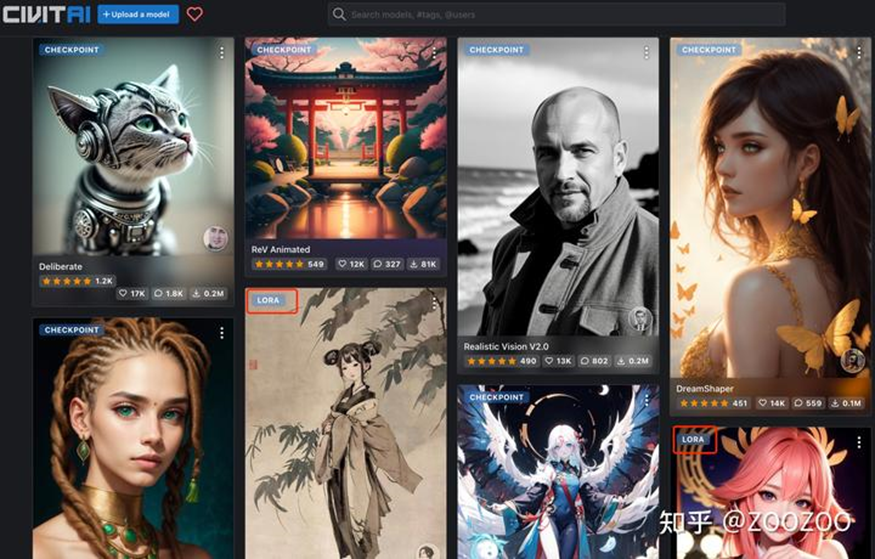 CIVITAI
+ Upload a model
Search models, #tags, @users
CHECKPOINT
Deliberate
1.2K
17K 1.8K 0.2M
CHECKPOINT
ReV Animated
549 12K 327 81K
CHECKPOINT
Realistic Vision V2.0
490 13K 802 0.2M
CHECKPOINT
DreamShaper
451 14K 559 0.1M
CHECKPOINT
LORA
CHECKPOINT
LORA
知乎 @ZOOZOO